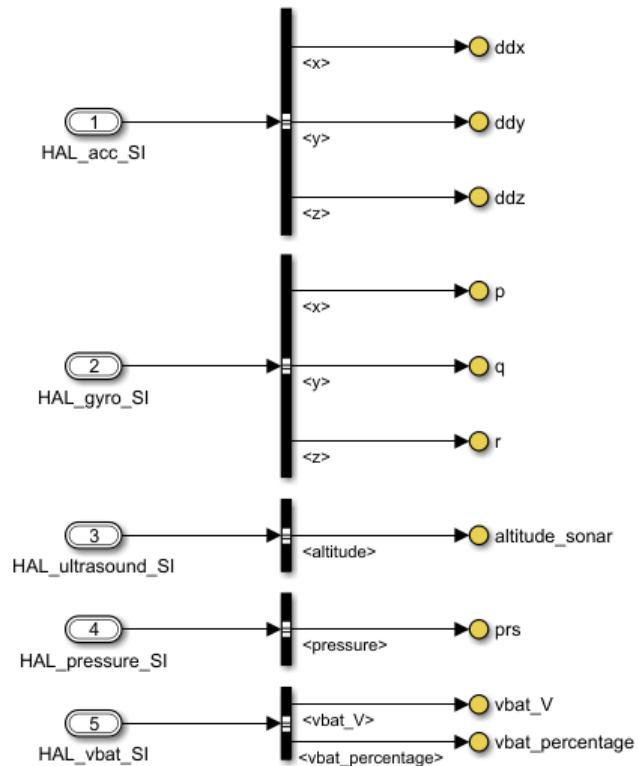 ddx
<x>
1
ddy
HAL_acc_SI
<y>
ddz
<z>
p
<x>
2
q
HAL_gyro_SI
<y>
r
<z>
3
altitude_sonar
HAL_ultrasound_SI
<altitude>
4
prs
HAL_pressure_SI
<pressure>
vbat_V
5
<vbat_V>
vbat_percentage
HAL_vbat_SI
<vbat_percentage>